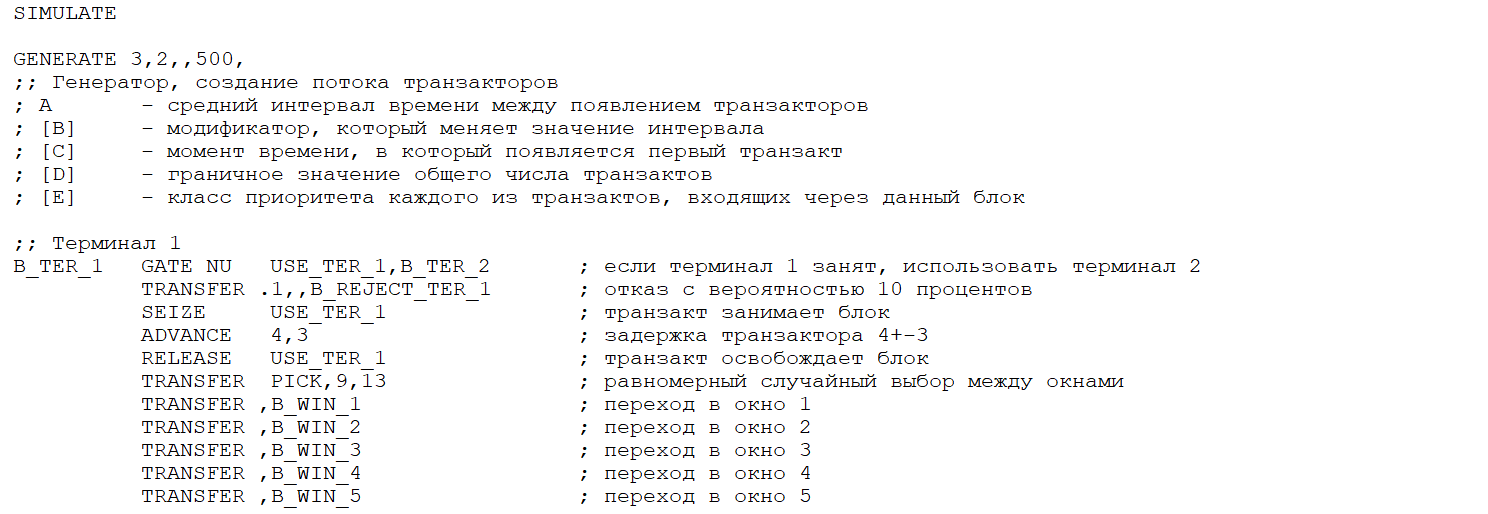 SIMULATE
GENERATE 3,2,,500,
;; Генератор, создание потока транзакторов
; A – средний интервал времени между появлением транзакторов
; [B] – модификатор, который меняет значение интервала
; [C] – момент времени, в который появляется первый транзакт
; [D] – граничное значение общего числа транзактов
; [E] – класс приоритета каждого из транзактов, входящих через данный блок
;; Терминал 1
B_TER_1 GATE NU USE_TER_1,B_TER_2 ; если терминал 1 занят, использовать терминал 2
TRANSFER .1,,B_REJECT_TER_1 ; отказ с вероятностью 10 процентов
SEIZE USE_TER_1 ; транзакт занимает блок
ADVANCE 4,3 ; задержка транзактора 4+-3
RELEASE USE_TER_1 ; транзакт освобождает блок
TRANSFER PICK,9,13 ; равномерный случайный выбор между окнами
TRANSFER ,B_WIN_1 ; переход в окно 1
TRANSFER ,B_WIN_2 ; переход в окно 2
TRANSFER ,B_WIN_3 ; переход в окно 3
TRANSFER ,B_WIN_4 ; переход в окно 4
TRANSFER ,B_WIN_5 ; переход в окно 5